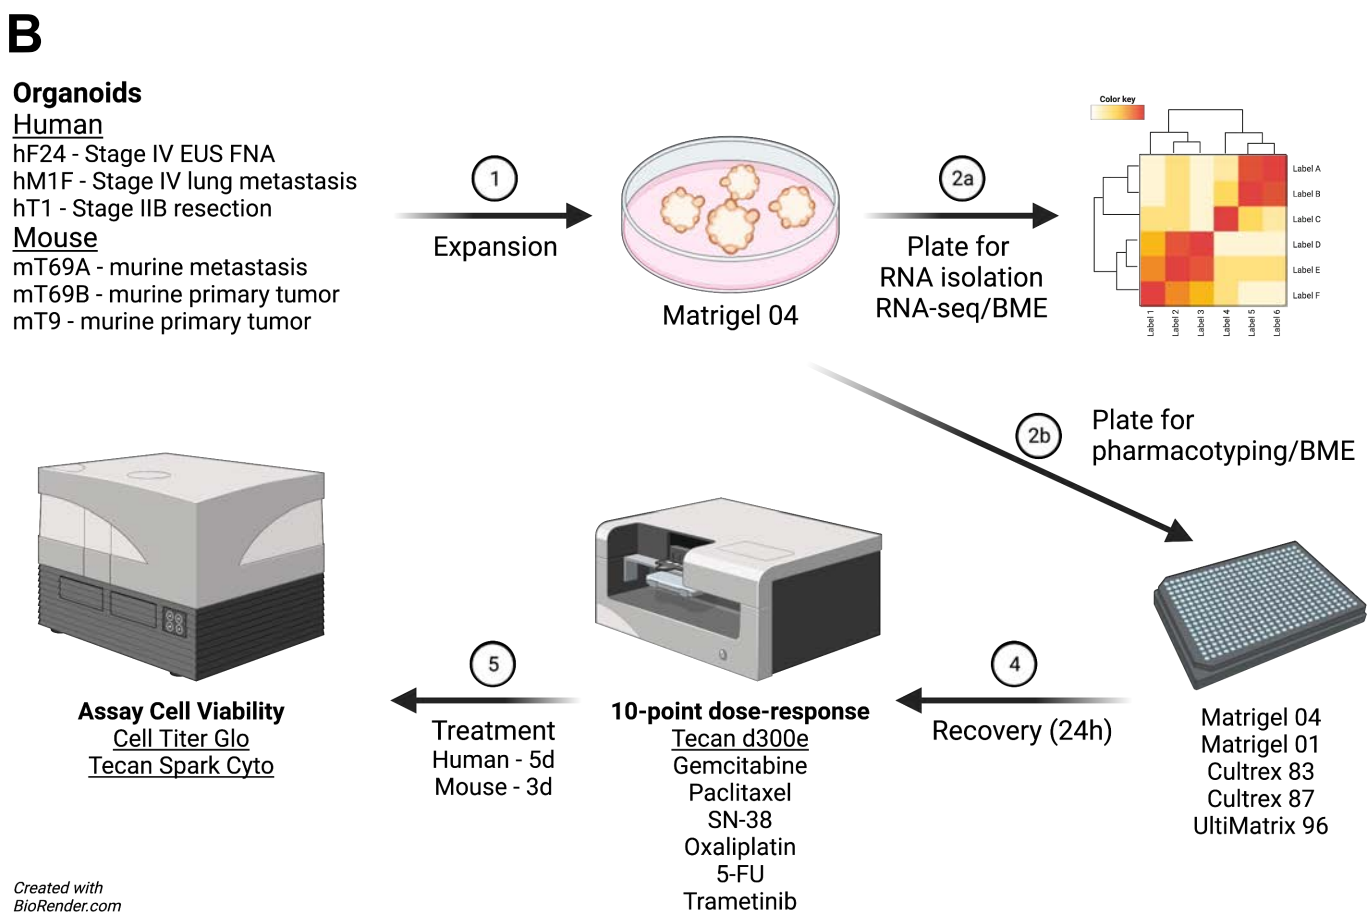 B
Organoids
Human
hF24 - Stage IV EUS FNA
hM1F - Stage IV lung metastasis
hT1 - Stage IIB resection
Mouse
mT69A - murine metastasis
mT69B - murine primary tumor
mT9 - murine primary tumor
1
Expansion
Matrigel 04
2a
Plate for
RNA isolation
RNA-seq/BME
Color key
Label A
Label B
Label C
Label D
Label E
Label F
Label 1
Label 2
Label 3
Label 4
Label 5
Label 6
2b
Plate for
pharmacotyping/BME
Matrigel 04
Matrigel 01
Cultrex 83
Cultrex 87
UltiMatrix 96
4
Recovery (24h)
10-point dose-response
Tecan d300e
Gemcitabine
Paclitaxel
SN-38
Oxaliplatin
5-FU
Trametinib
5
Treatment
Human - 5d
Mouse - 3d
Assay Cell Viability
Cell Titer Glo
Tecan Spark Cyto
Created with
BioRender.com